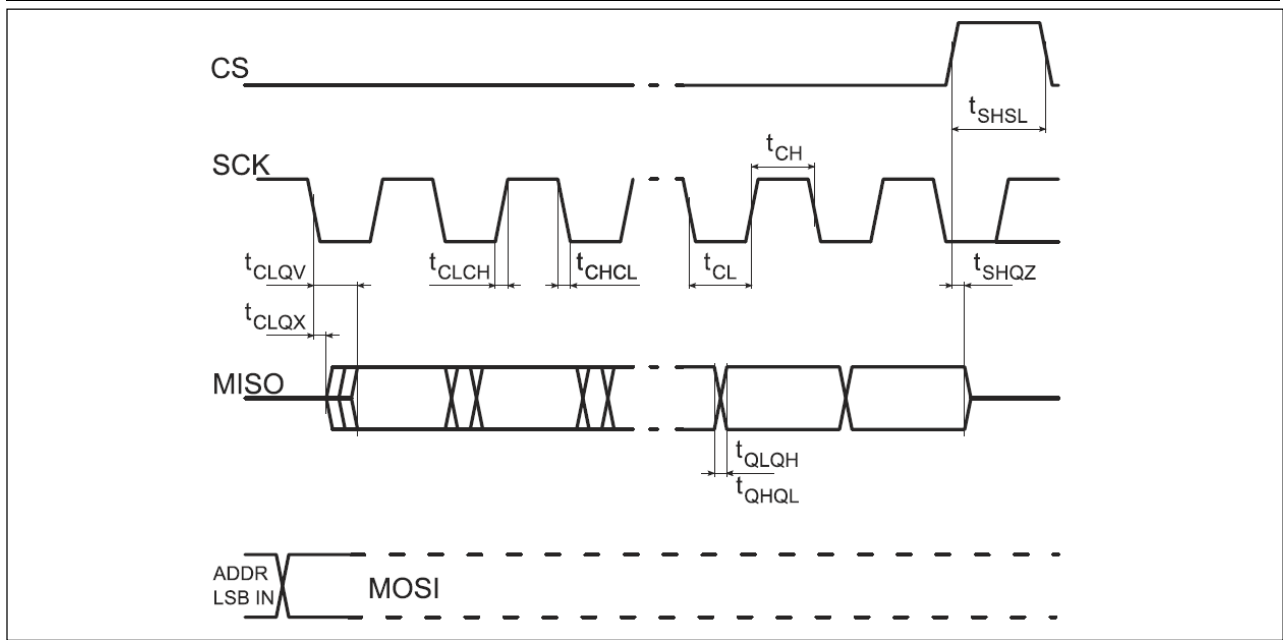 CS
tSHSL
tCH
SCK
tCLQV
tCLCH
tCHCL
tCL
tSHQZ
tCLQX
MISO
tQLQH
tQHQL
ADDR
LSB IN
MOSI